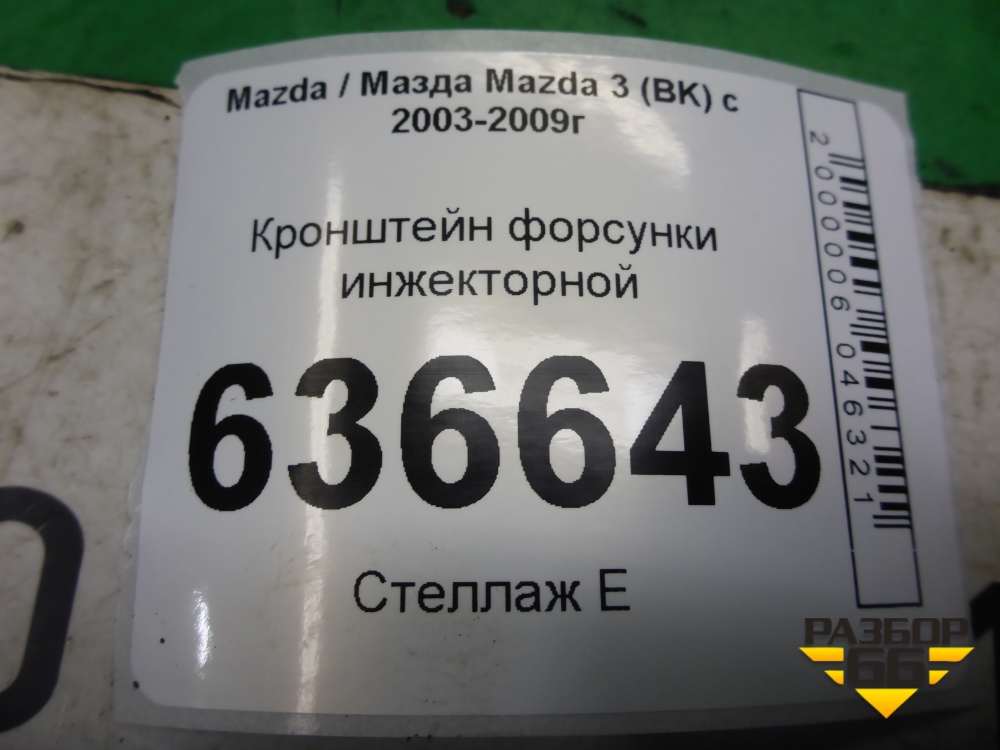 Mazda / Мазда Mazda 3 (BK) с
2003-2009г
Кронштейн форсунки
инжекторной
636643
Стеллаж Е
2000006046321
РАЗБОР
66